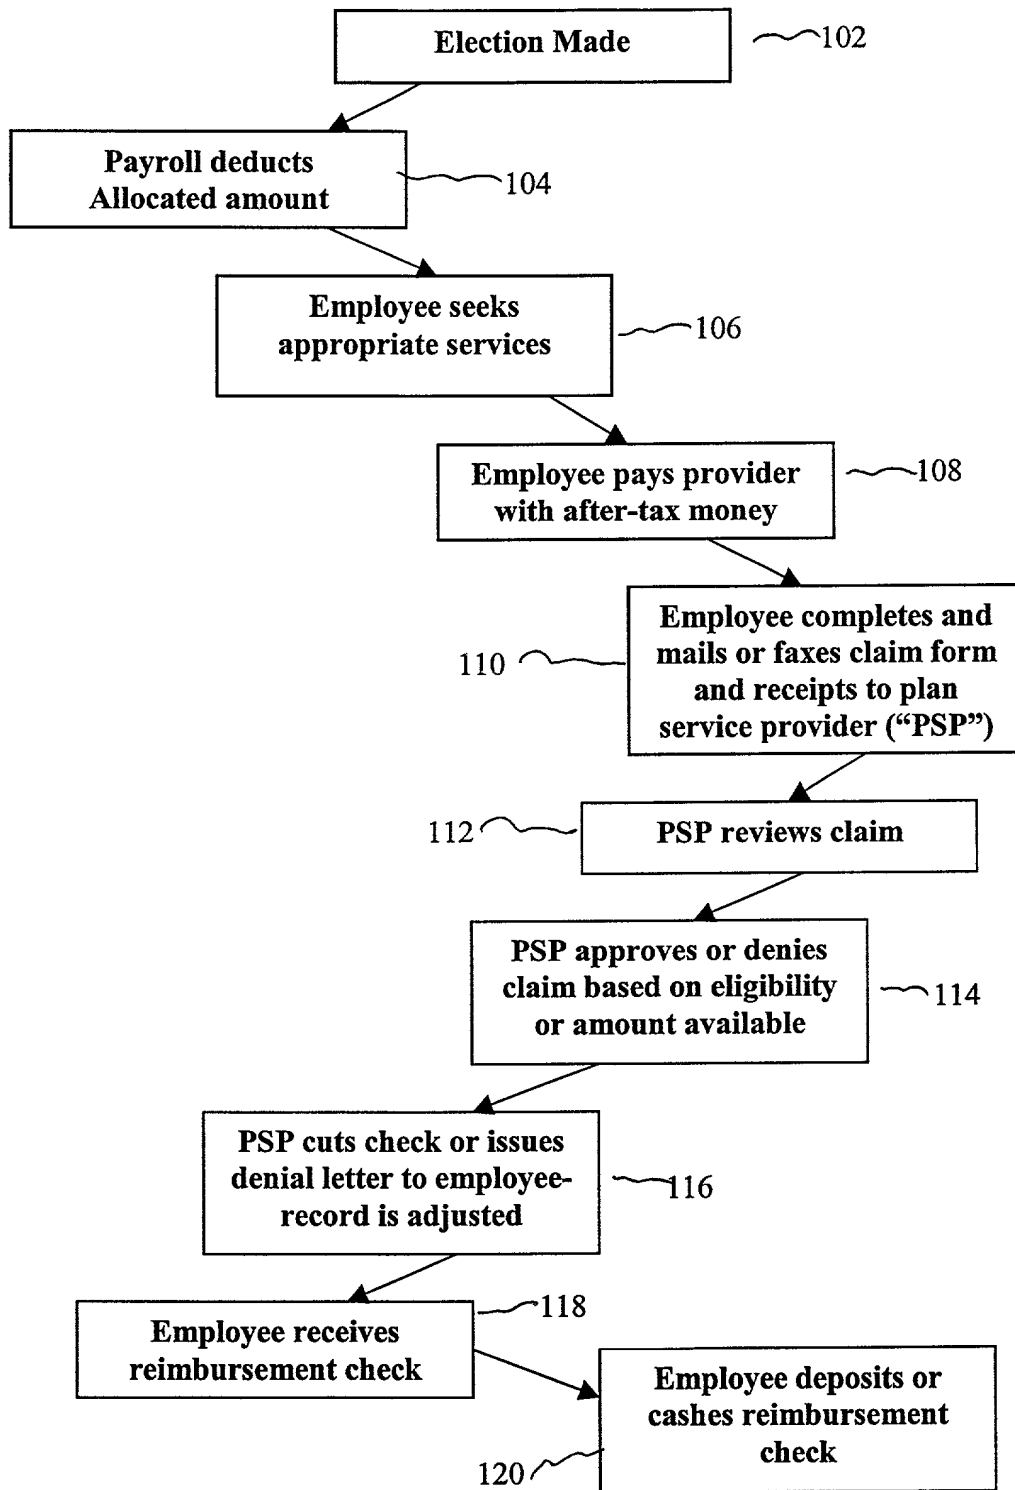 Election Made
102
Payroll deducts
Allocated amount
104
Employee seeks
appropriate services
106
Employee pays provider
with after-tax money
108
Employee completes and
mails or faxes claim form
and receipts to plan
service provider (“PSP”)
110
PSP reviews claim
112
PSP approves or denies
claim based on eligibility
or amount available
114
PSP cuts check or issues
denial letter to employee-
record is adjusted
116
Employee receives
reimbursement check
118
Employee deposits or
cashes reimbursement
check
120